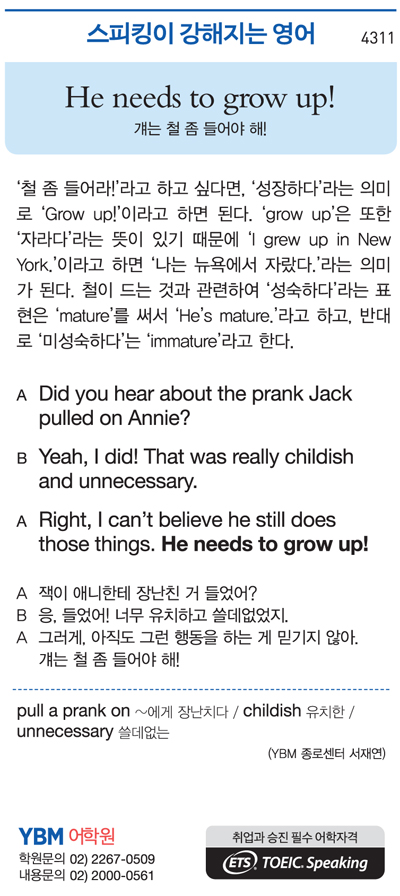 스피킹이 강해지는 영어 4311
He needs to grow up!
걔는 철 좀 들어야 해!
‘철 좀 들어라!’라고 하고 싶다면, ‘성장하다’라는 의미
로 ‘Grow up!’이라고 하면 된다. ‘grow up’은 또한
‘자라다’라는 뜻이 있기 때문에 ‘I grew up in New
York.’이라고 하면 ‘나는 뉴욕에서 자랐다.’라는 의미
가 된다. 철이 드는 것과 관련하여 ‘성숙하다’라는 표
현은 ‘mature’를 써서 ‘He’s mature.’라고 하고, 반대
로 ‘미성숙하다’는 ‘immature’라고 한다.
A Did you hear about the prank Jack
pulled on Annie?
B Yeah, I did! That was really childish
and unnecessary.
A Right, I can’t believe he still does
those things. He needs to grow up!
A 잭이 애니한테 장난친 거 들었어?
B 응, 들었어! 너무 유치하고 쓸데없었지.
A 그러게, 아직도 그런 행동을 하는 게 믿기지 않아.
걔는 철 좀 들어야 해!
pull a prank on ~에게 장난치다 / childish 유치한 /
unnecessary 쓸데없는
(YBM 종로센터 서재연)
YBM 어학원
학원문의 02) 2267-0509
내용문의 02) 2000-0561
취업과 승진 필수 어학자격
ETS TOEIC. Speaking